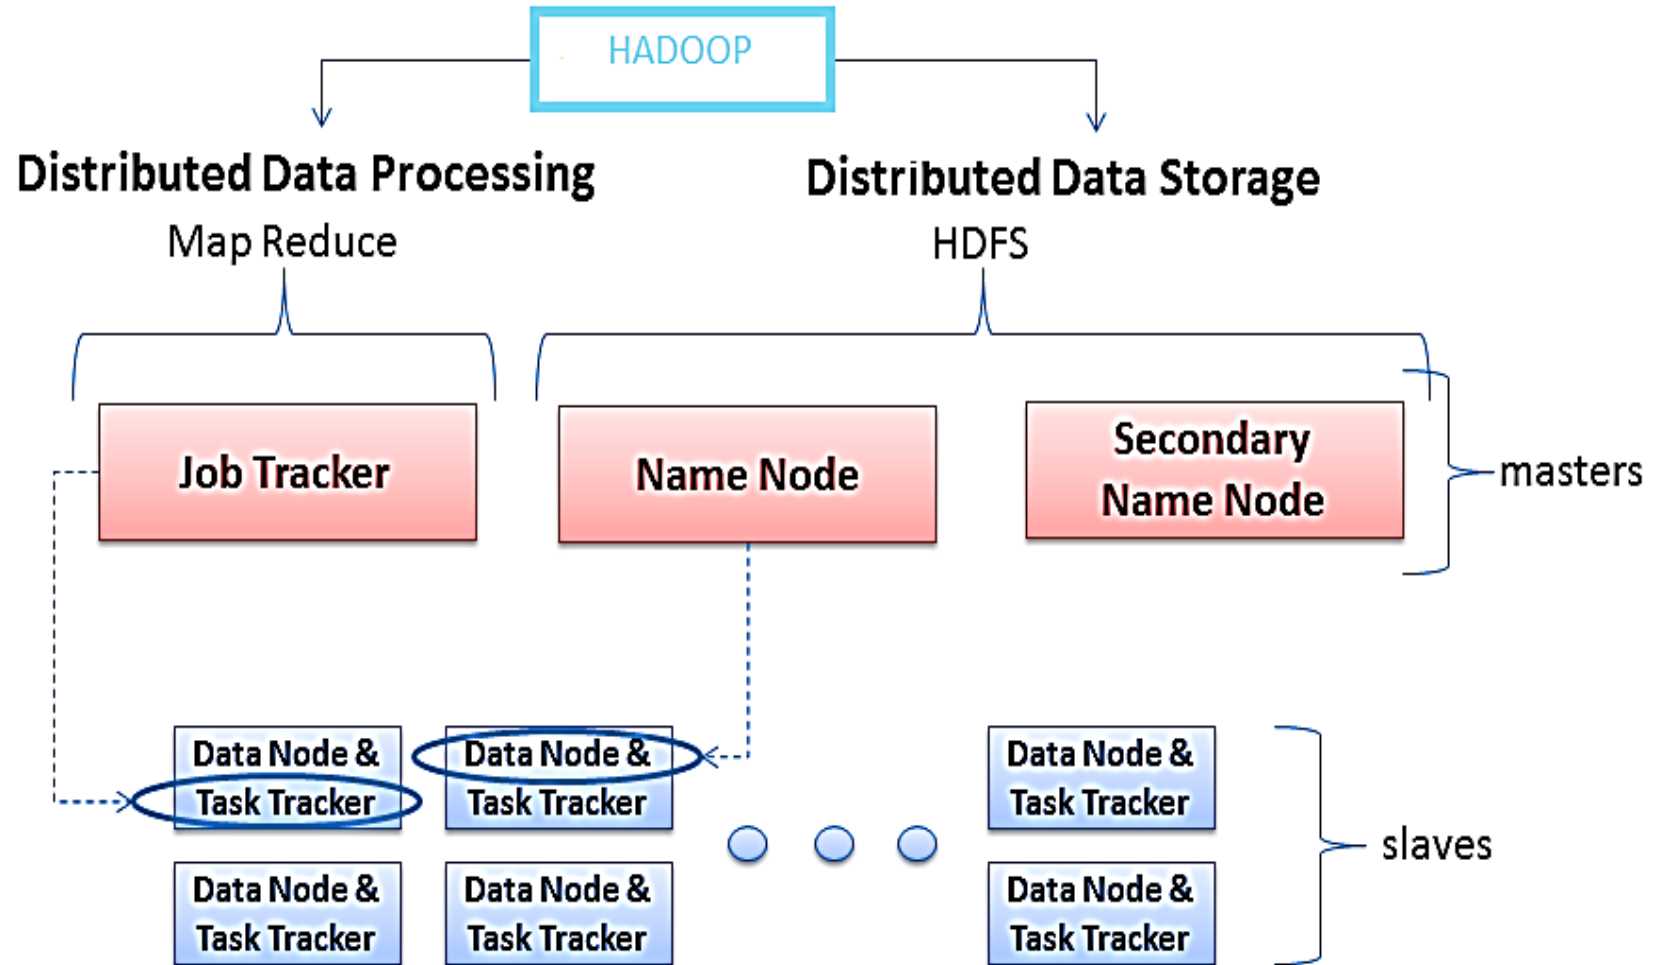 HADOOP
Distributed Data Processing
Distributed Data Storage
Map Reduce
HDFS
Job Tracker
Name Node
Secondary
Name Node
masters
Data Node &
Task Tracker
Data Node &
Task Tracker
Data Node &
Task Tracker
slaves
Data Node &
Task Tracker
Data Node &
Task Tracker
Data Node &
Task Tracker